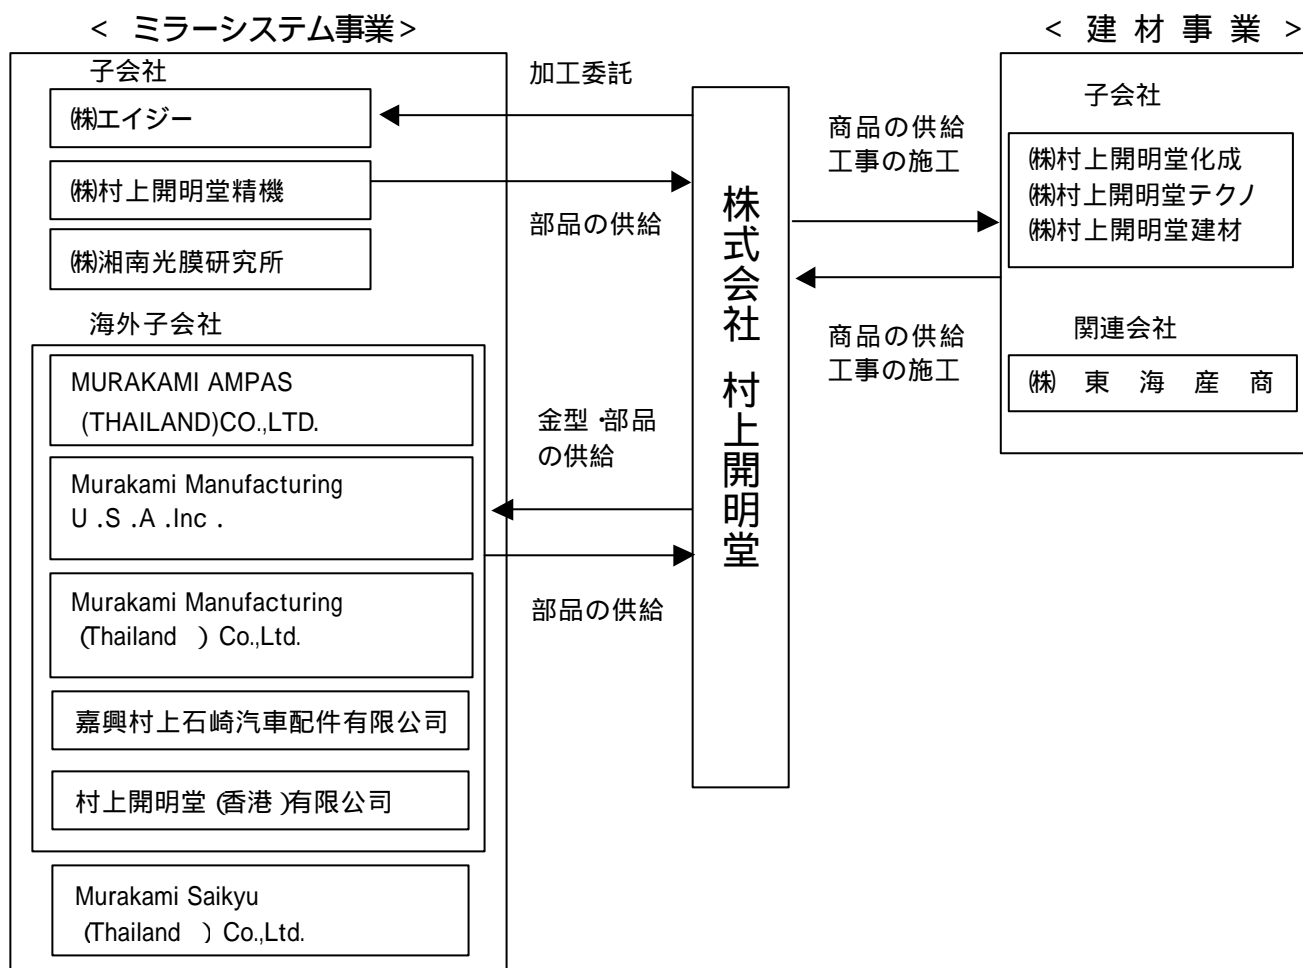 < ミラーシステム事業>
子会社
㈱エイジー
㈱村上開明堂精機
㈱湘南光膜研究所
海外子会社
MURAKAMI AMPAS
(THAILAND)CO.,LTD.
Murakami Manufacturing
U .S .A .Inc .
Murakami Manufacturing
(Thailand ) Co.,Ltd.
嘉興村上石崎汽車配件有限公司
村上開明堂(香港)有限公司
Murakami Saikyu
(Thailand ) Co.,Ltd.
加工委託
部品の供給
金型・部品
の供給
部品の供給
株式会社 村上開明堂
商品の供給
工事の施工
商品の供給
工事の施工
< 建 材 事 業 >
子会社
㈱村上開明堂化成
㈱村上開明堂テクノ
㈱村上開明堂建材
関連会社
㈱ 東 海 産 商